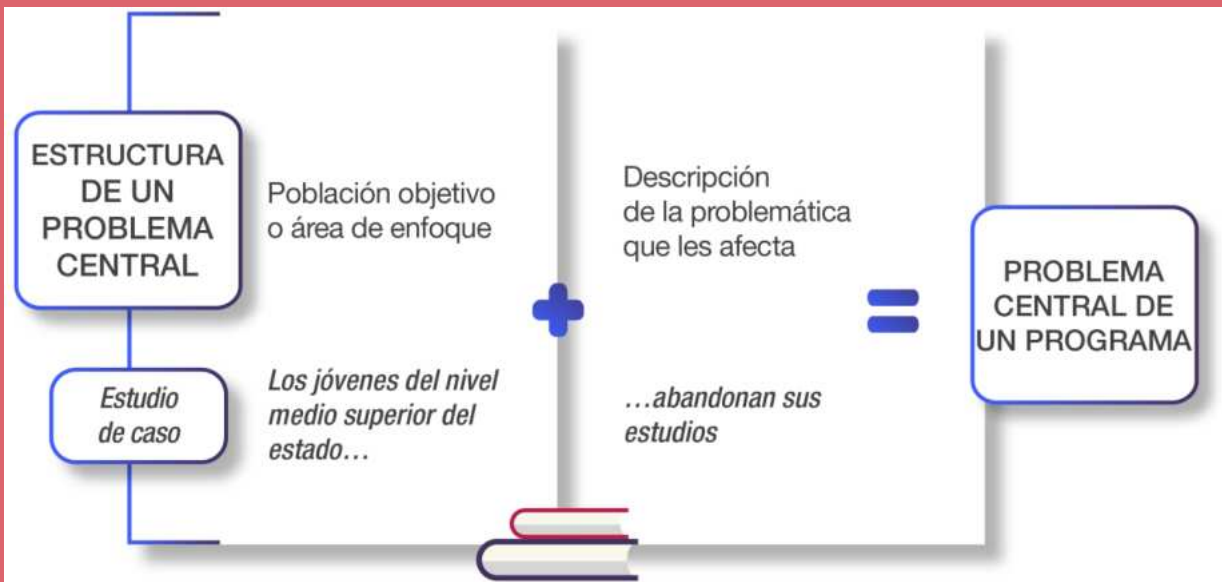 ESTRUCTURA
DE UN
PROBLEMA
CENTRAL
Población objetivo
o área de enfoque
Descripción
de la problemática
que les afecta
PROBLEMA
CENTRAL DE
UN PROGRAMA
Estudio
de caso
Los jóvenes del nivel
medio superior del
estado…
…abandonan sus
estudios